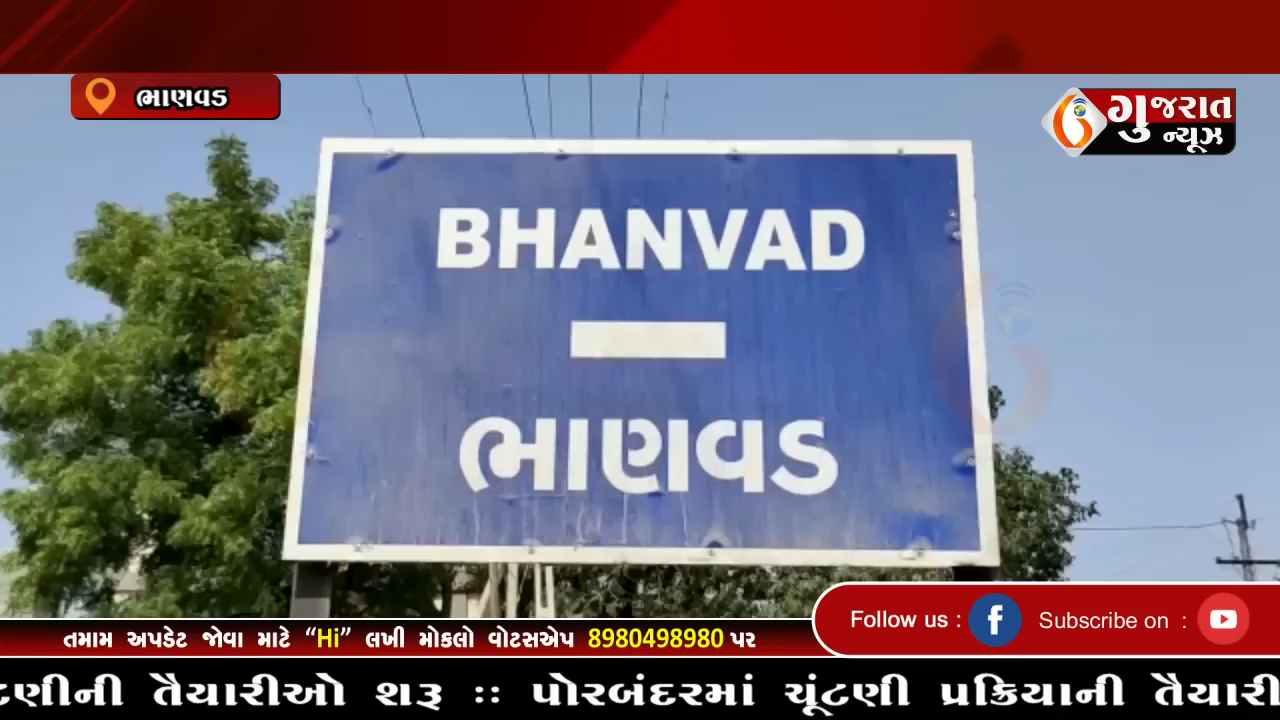 ભાણવડ
ગુજરાત
ન્યૂઝ
BHANVAD
ભાણવડ
Follow us :
Subscribe on :
તમામ અપડેટ જોવા માટે “Hi” લખી મોકલો વોટસએપ 8980498980 પર
તૈયારીઓ શરૂ :: પોરબંદરમાં ચૂંટણી પ્રક્રિયાની